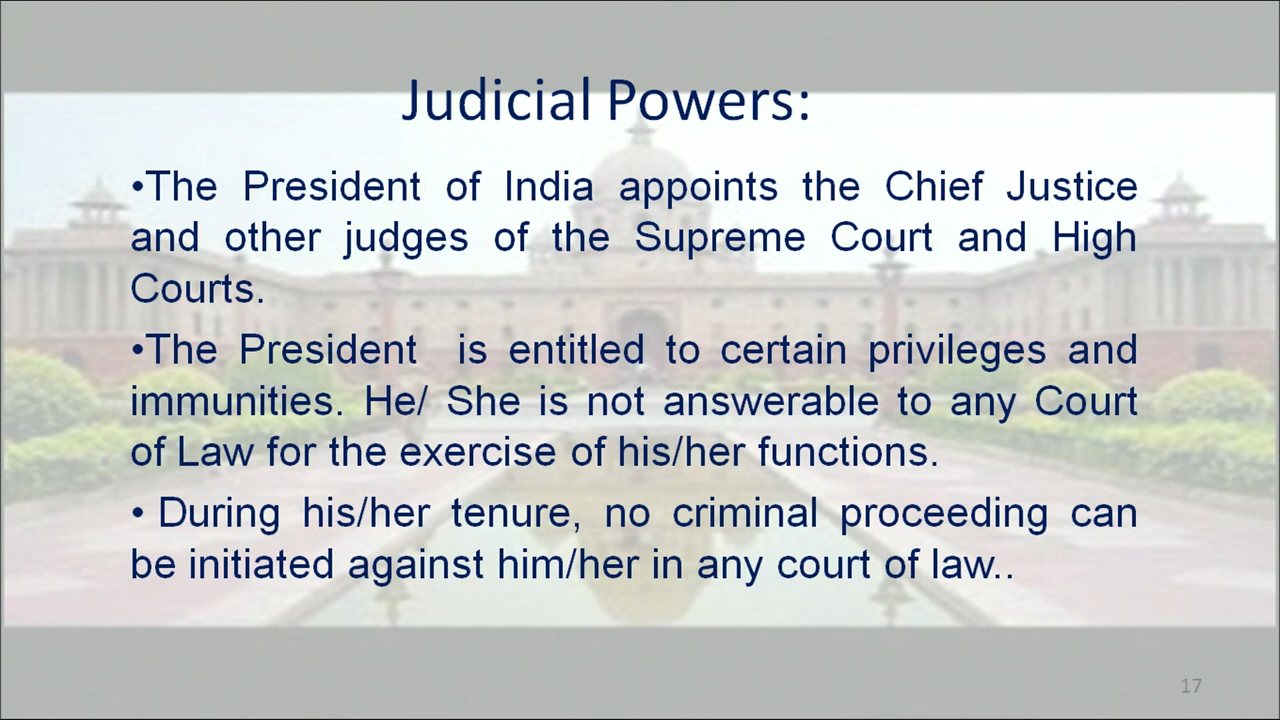 Judicial Powers:
•The President of India appoints the Chief Justice
and other judges of the Supreme Court and High
Courts.
•The President is entitled to certain privileges and
immunities. He/ She is not answerable to any Court
of Law for the exercise of his/her functions.
• During his/her tenure, no criminal proceeding can
be initiated against him/her in any court of law..
17